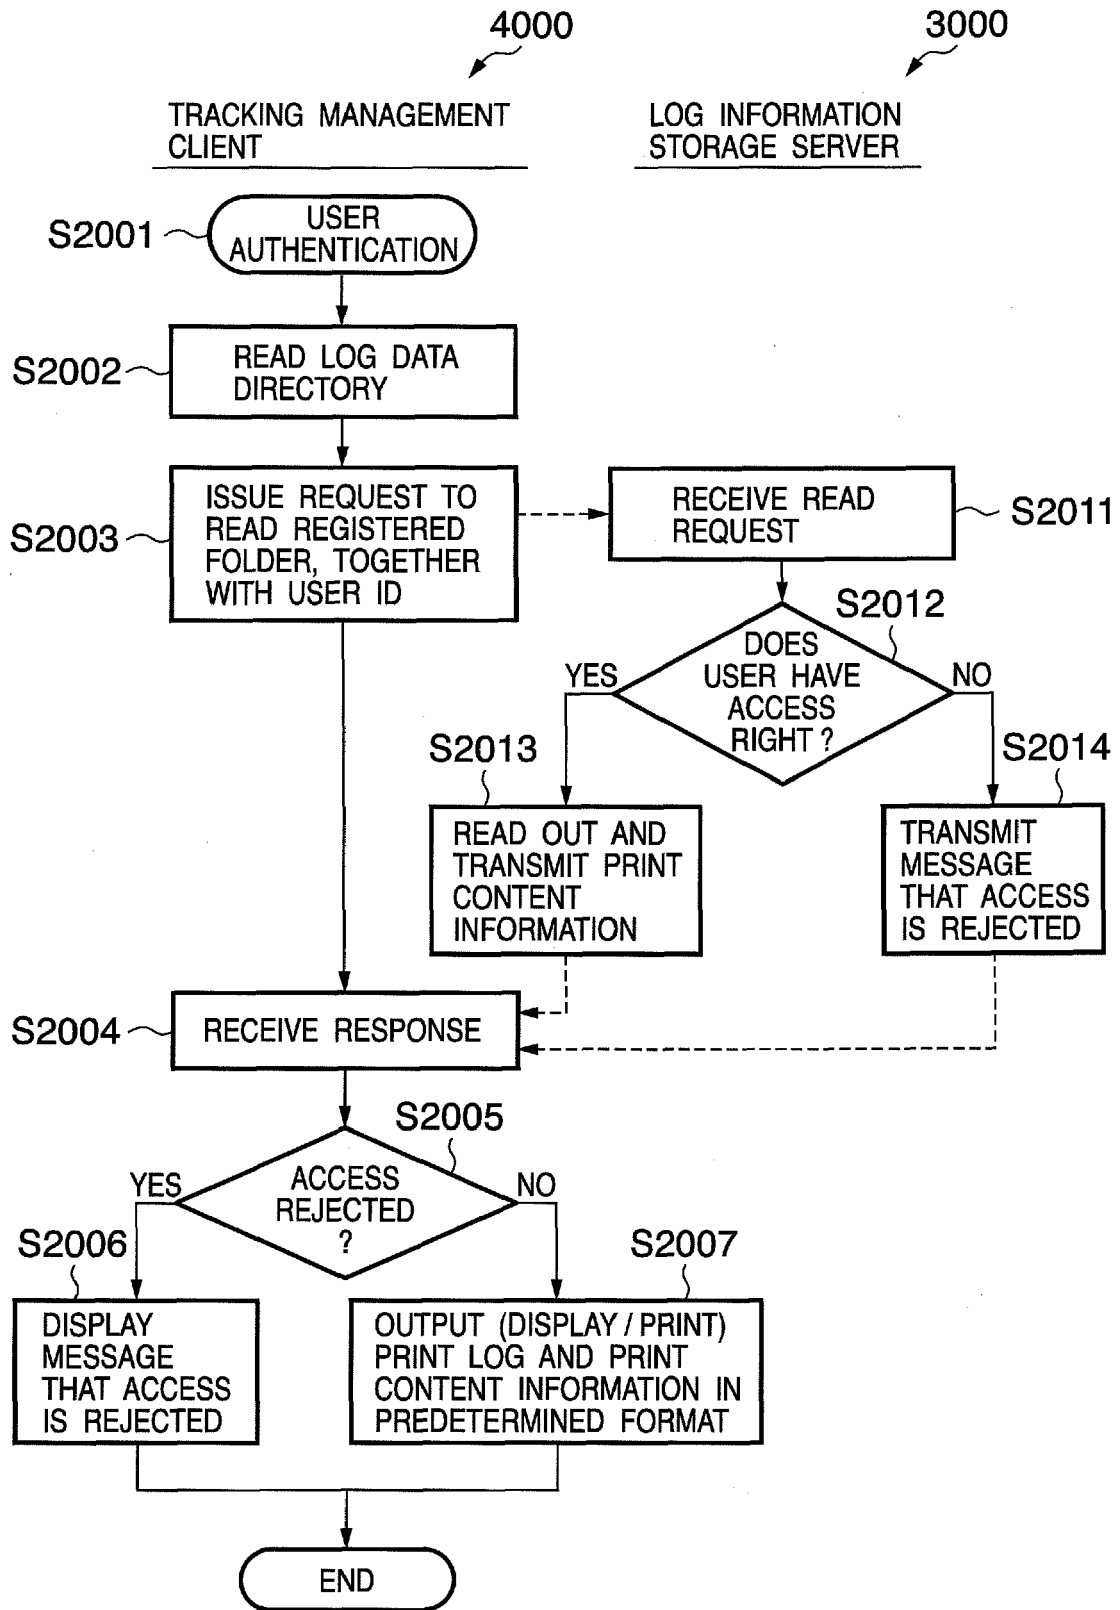 4000
3000
TRACKING MANAGEMENT
CLIENT
LOG INFORMATION
STORAGE SERVER
S2001
USER
AUTHENTICATION
S2002
READ LOG DATA
DIRECTORY
S2003
ISSUE REQUEST TO
READ REGISTERED
FOLDER, TOGETHER
WITH USER ID
RECEIVE READ
REQUEST
S2011
S2012
DOES
USER HAVE
ACCESS
RIGHT ?
YES
NO
S2013
READ OUT AND
TRANSMIT PRINT
CONTENT
INFORMATION
S2014
TRANSMIT
MESSAGE
THAT ACCESS
IS REJECTED
S2004
RECEIVE RESPONSE
S2005
ACCESS
REJECTED
?
YES
NO
S2006
DISPLAY
MESSAGE
THAT ACCESS
IS REJECTED
S2007
OUTPUT (DISPLAY / PRINT)
PRINT LOG AND PRINT
CONTENT INFORMATION IN
PREDETERMINED FORMAT
END